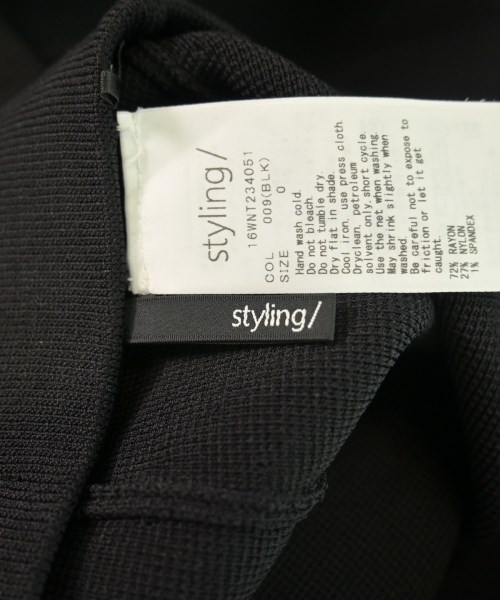 styling/
16WNT234051
COL 009(BLK)
SIZE 0
Hand wash cold.
Do not bleach.
Do not tumble dry.
Dry flat in shade.
Cool iron, use press cloth.
Dryclean, petroleum
solvent only, short cycle.
Use the net when washing.
May shrink slightly when
washed.
Be careful not to expose to
friction or let it get
caught.
72% RAYON
27% NYLON
1% SPANDEX
styling/